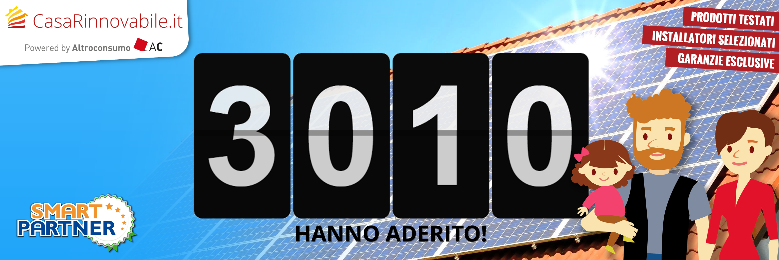 CasaRinnovabile.it
Powered by Altroconsumo AC
PRODOTTI TESTATI
INSTALLATORI SELEZIONATI
GARANZIE ESCLUSIVE
3010
HANNO ADERITO!
SMART
PARTNER